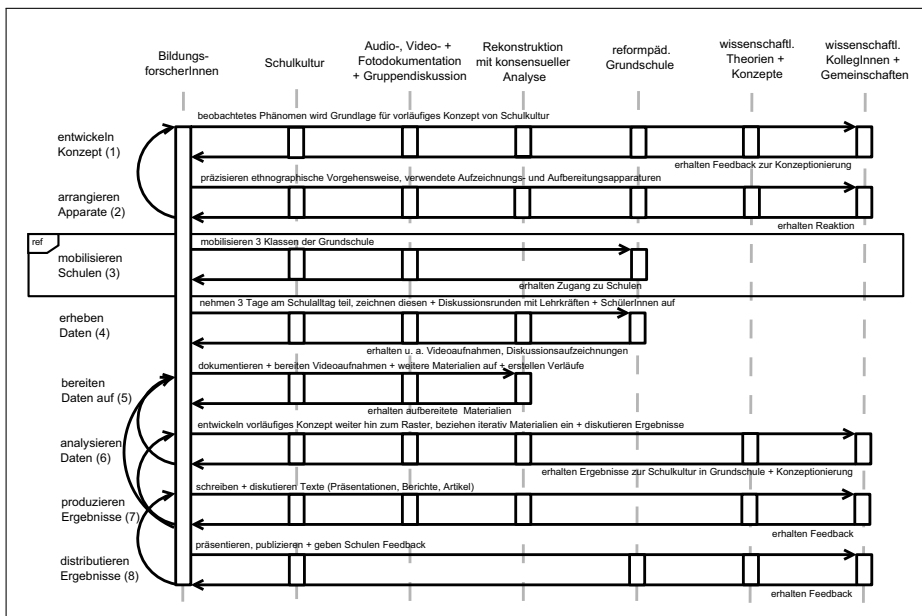 Bildungs-
forscherInnen
Schulkultur
Audio-, Video- +
Fotodokumentation
+ Gruppendiskussion
Rekonstruktion
mit konsensueller
Analyse
reformpäd.
Grundschule
wissenschaftl.
Theorien +
Konzepte
wissenschaftl.
KollegInnen +
Gemeinschaften
beobachtetes Phänomen wird Grundlage für vorläufiges Konzept von Schulkultur
entwickeln
Konzept (1)
erhalten Feedback zur Konzeptionierung
präzisieren ethnographische Vorgehensweise, verwendete Aufzeichnungs- und Aufbereitungsapparaturen
arrangieren
Apparate (2)
erhalten Reaktion
ref
mobilisieren 3 Klassen der Grundschule
mobilisieren
Schulen (3)
erhalten Zugang zu Schulen
nehmen 3 Tage am Schulalltag teil, zeichnen diesen + Diskussionsrunden mit Lehrkräften + SchülerInnen auf
erheben
Daten (4)
erhalten u. a. Videoaufnahmen, Diskussionsaufzeichnungen
dokumentieren + bereiten Videoaufnahmen + weitere Materialien auf + erstellen Verläufe
bereiten
Daten auf (5)
erhalten aufbereitete Materialien
entwickeln vorläufiges Konzept weiter hin zum Raster, beziehen iterativ Materialien ein + diskutieren Ergebnisse
analysieren
Daten (6)
erhalten Ergebnisse zur Schulkultur in Grundschule + Konzeptionierung
schreiben + diskutieren Texte (Präsentationen, Berichte, Artikel)
produzieren
Ergebnisse (7)
erhalten Feedback
präsentieren, publizieren + geben Schulen Feedback
distributieren
Ergebnisse (8)
erhalten Feedback